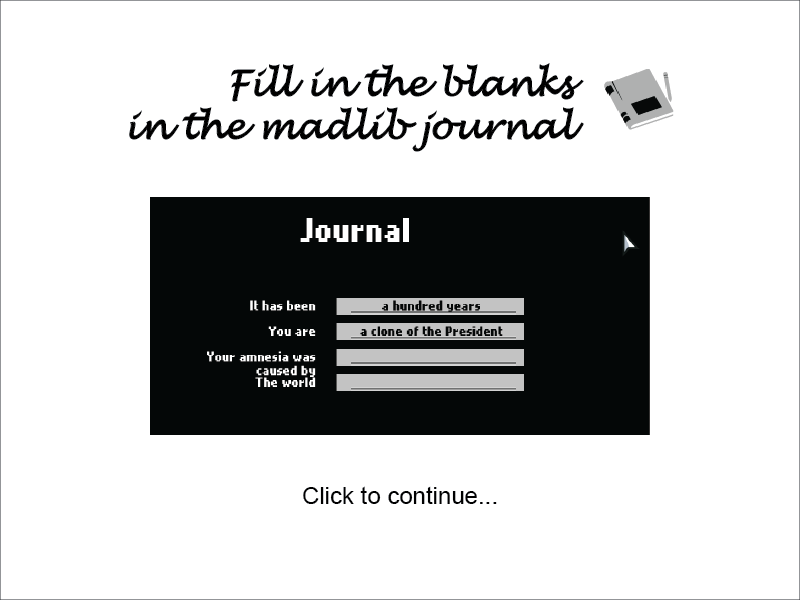 Fill in the blanks
in the madlib journal
Journal
It has been a hundred years
You are a clone of the President
Your amnesia was
caused by
The world
Click to continue...